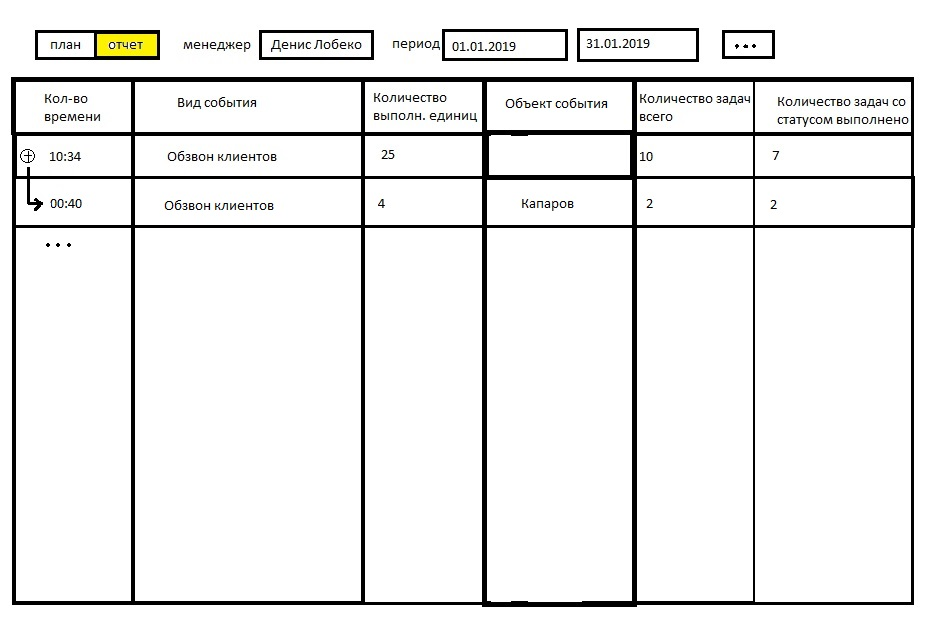 план отчет менеджер Денис Лобеко период 01.01.2019 31.01.2019 ...
Кол-во
времени
Вид события
Количество
выполн. единиц
Объект события
Количество задач
всего
Количество задач со
статусом выполнено
10:34 Обзвон клиентов 25 10 7
00:40 Обзвон клиентов 4 Капаров 2 2
...